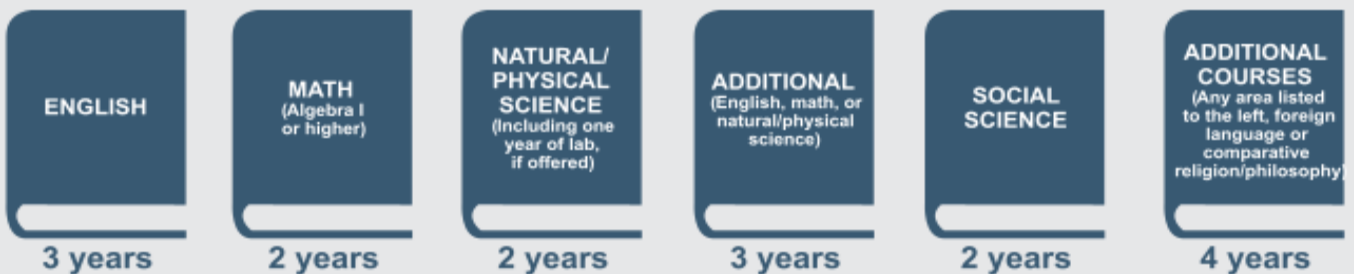 ENGLISH
3 years
MATH
(Algebra I
or higher)
2 years
NATURAL/
PHYSICAL
SCIENCE
(Including one
year of lab,
if offered)
2 years
ADDITIONAL
(English, math, or
natural/physical
science)
3 years
SOCIAL
SCIENCE
2 years
ADDITIONAL
COURSES
(Any area listed
to the left, foreign
language or
comparative
religion/philosophy)
4 years